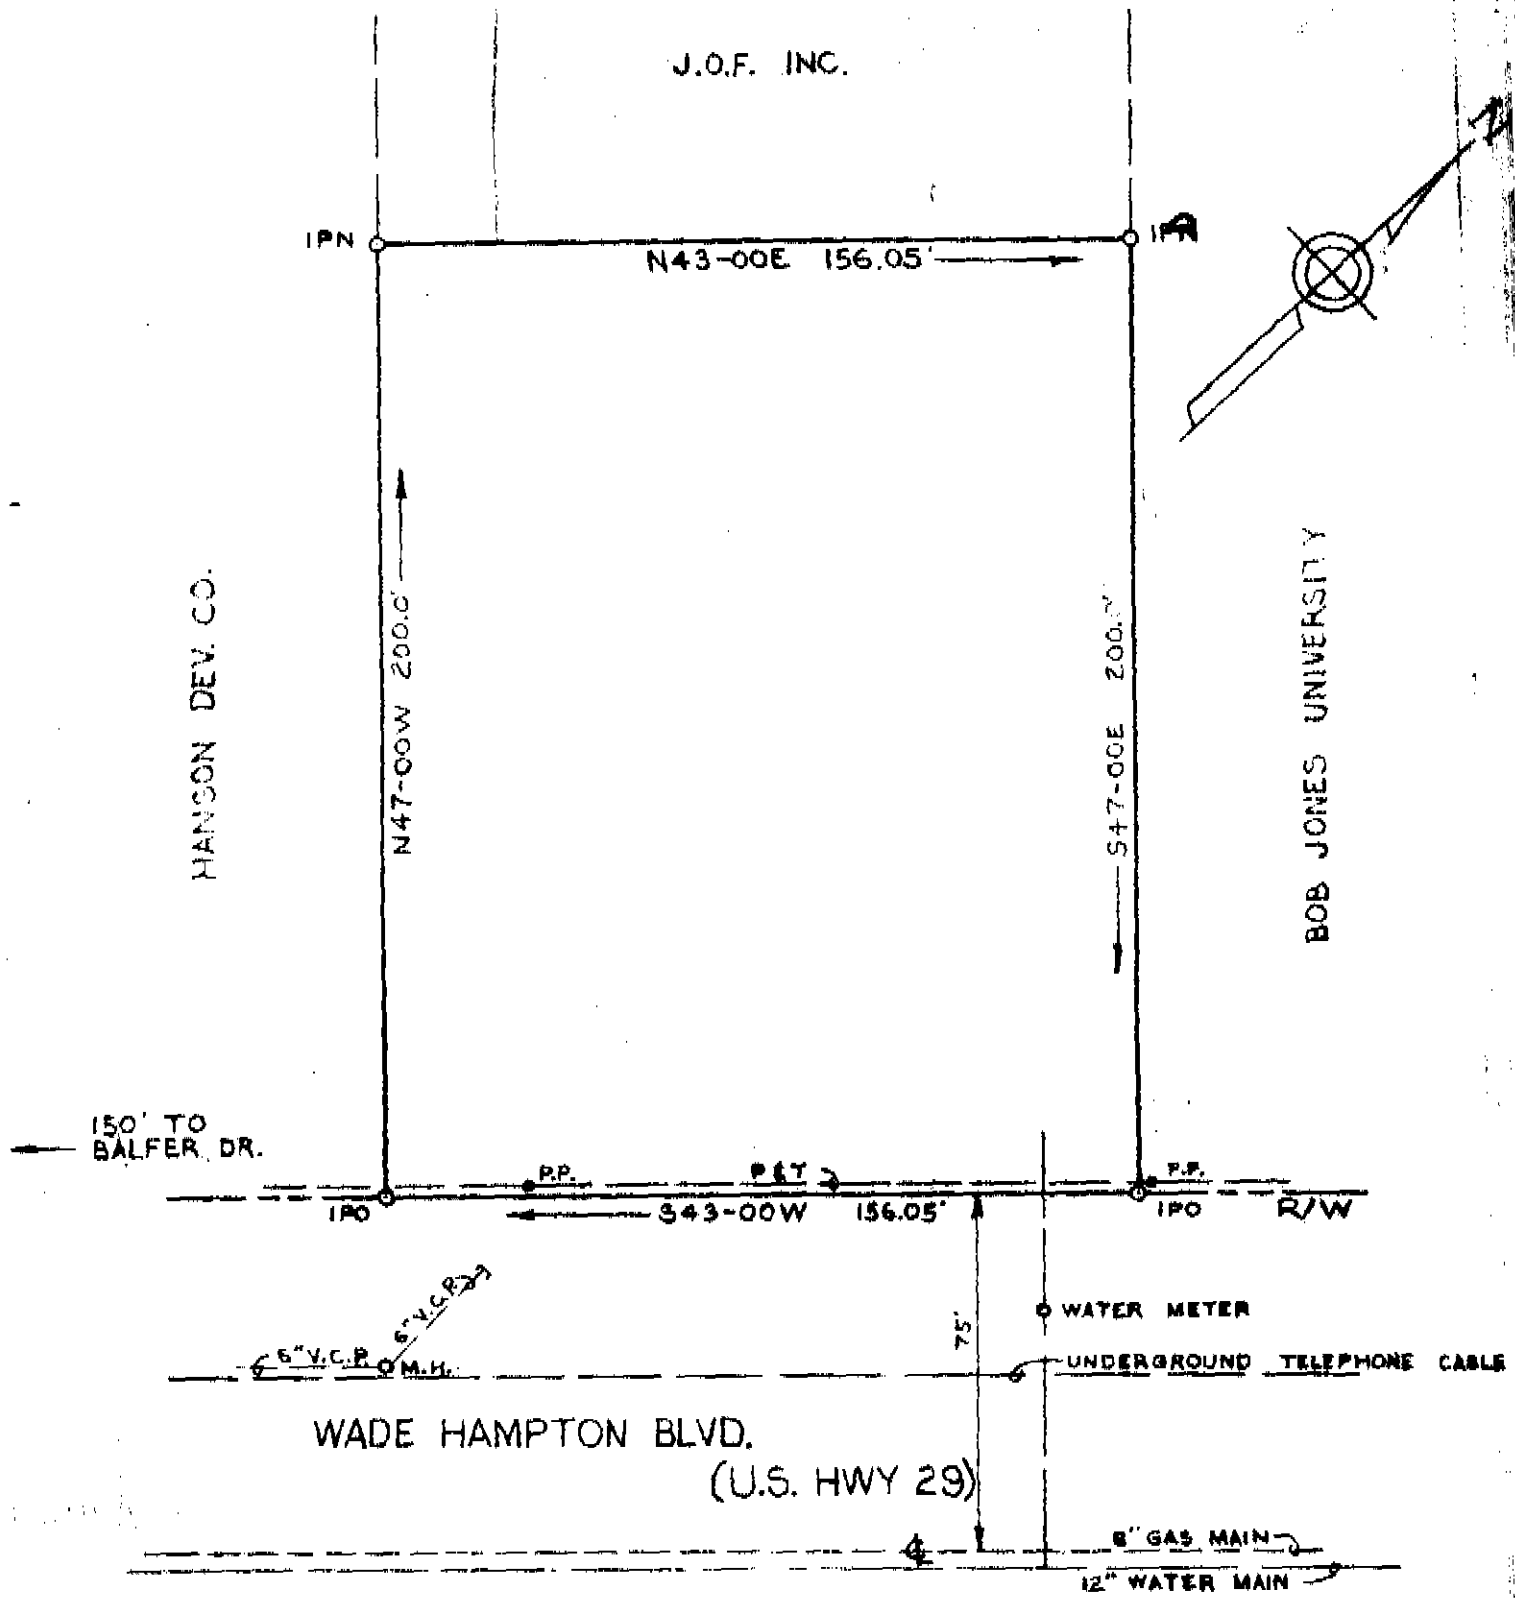 J.O.F. INC.
N
IPN
N43-00E 156.05'
HANSON DEV. CO.
N47-00W 200.0'
S47-00E
BOB JONES UNIVERSITY
150' TO
BALFER DR.
P.P.
P & T
P.P.
IPO
S43-00W 156.05'
IPO
R/W
6" V.C.P.
75'
WATER METER
6" V.C.P.
M.H.
UNDERGROUND TELEPHONE CABLE
WADE HAMPTON BLVD.
(U.S. HWY 29)
℄
GAS MAIN
12" WATER MAIN